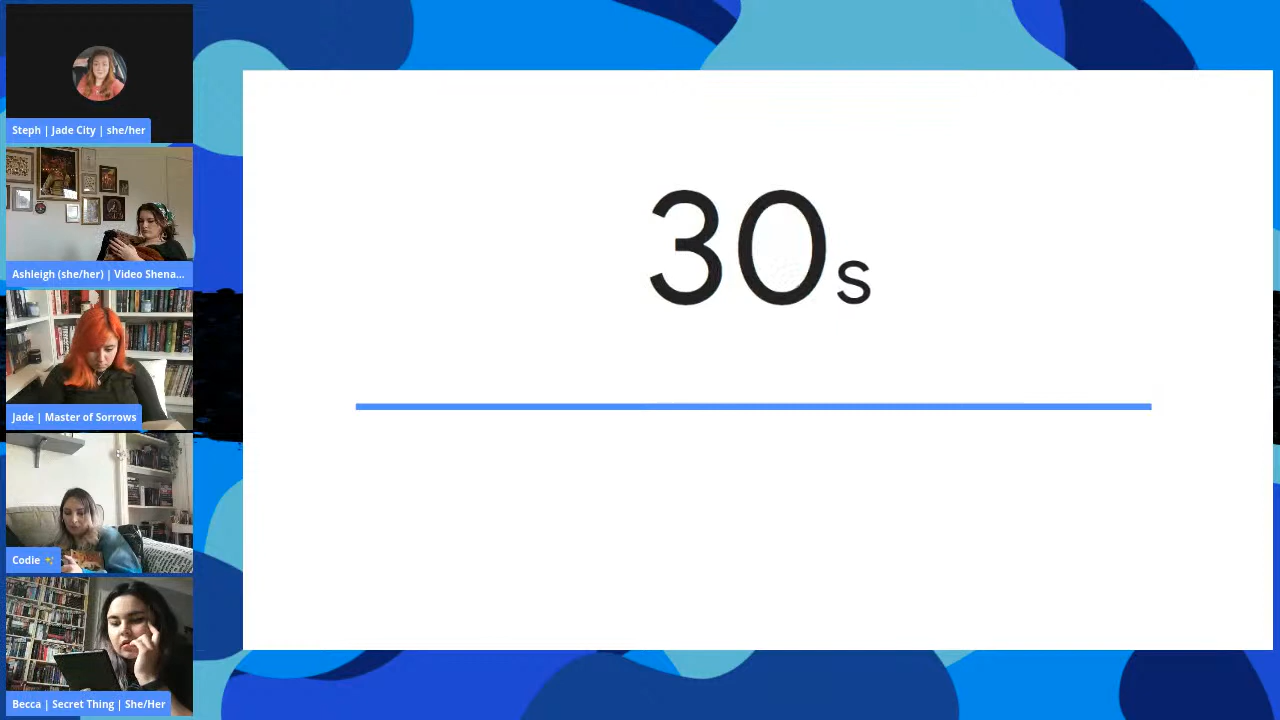 Steph | Jade City | she/her
Ashleigh (she/her) | Video Shena...
Jade | Master of Sorrows
Codie ✨
Becca | Secret Thing | She/Her
30s